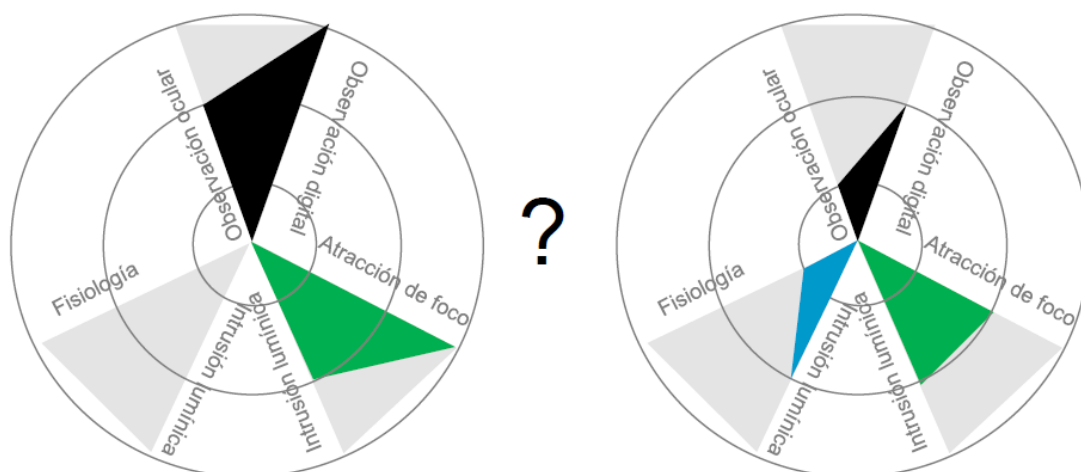 Observación ocular
Observación digital
Atracción de foco
Intrusión lumínica
Intrusión lumínica
Fisiología
?
Observación ocular
Observación digital
Atracción de foco
Intrusión lumínica
Intrusión lumínica
Fisiología